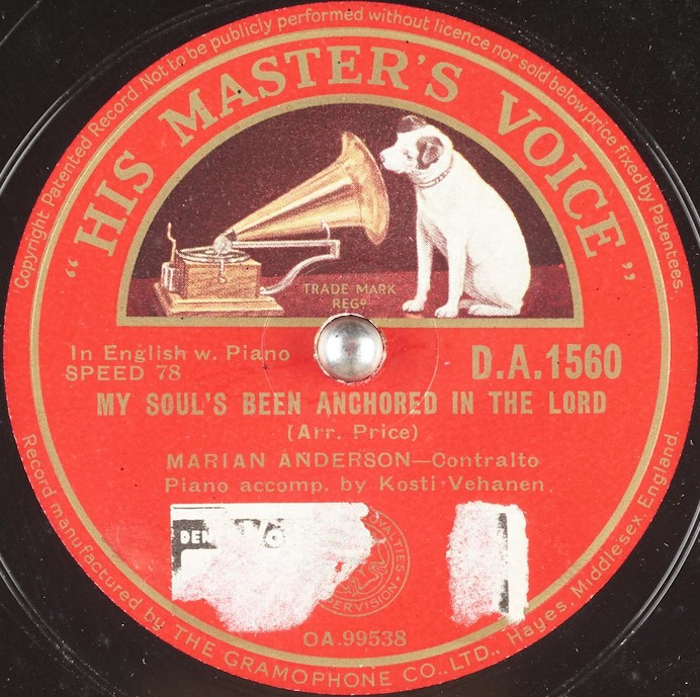 Copyright Patented Record. Not to be publicly performed without licence nor sold below price fixed by Patentees.
“HIS MASTER'S VOICE”
TRADE MARK
REGD
In English w. Piano
D.A.1560
SPEED 78
MY SOUL'S BEEN ANCHORED IN THE LORD
(Arr. Price)
MARIAN ANDERSON—Contralto
Piano accomp. by Kosti Vehanen
OA.99538
Record manufactured by THE GRAMOPHONE CO., LTD., Hayes, Middlesex, England.